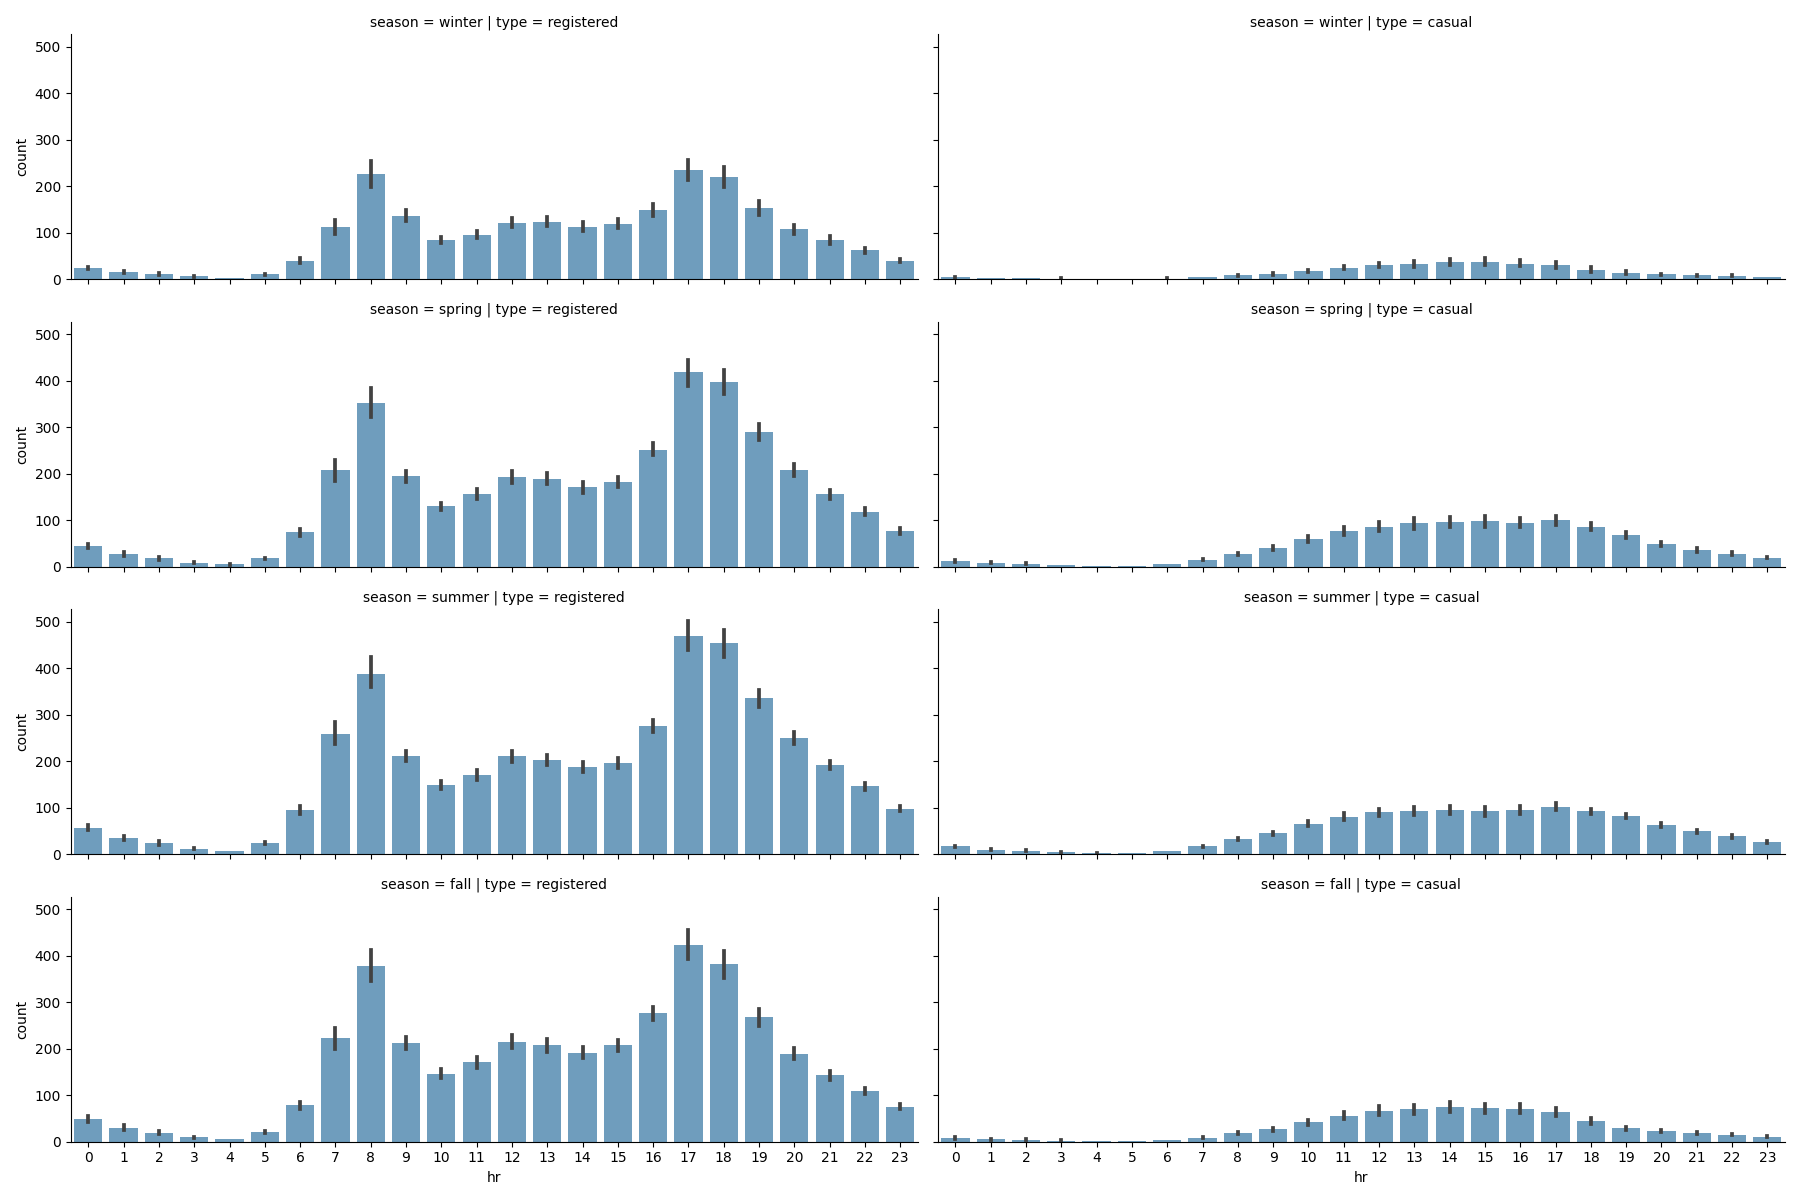 season = winter | type = registered
season = winter | type = casual
500
400
300
200
100
0
count
season = spring | type = registered
season = spring | type = casual
500
400
300
200
100
0
count
season = summer | type = registered
season = summer | type = casual
500
400
300
200
100
0
count
season = fall | type = registered
season = fall | type = casual
500
400
300
200
100
0
count
0 1 2 3 4 5 6 7 8 9 10 11 12 13 14 15 16 17 18 19 20 21 22 23
hr
0 1 2 3 4 5 6 7 8 9 10 11 12 13 14 15 16 17 18 19 20 21 22 23
hr